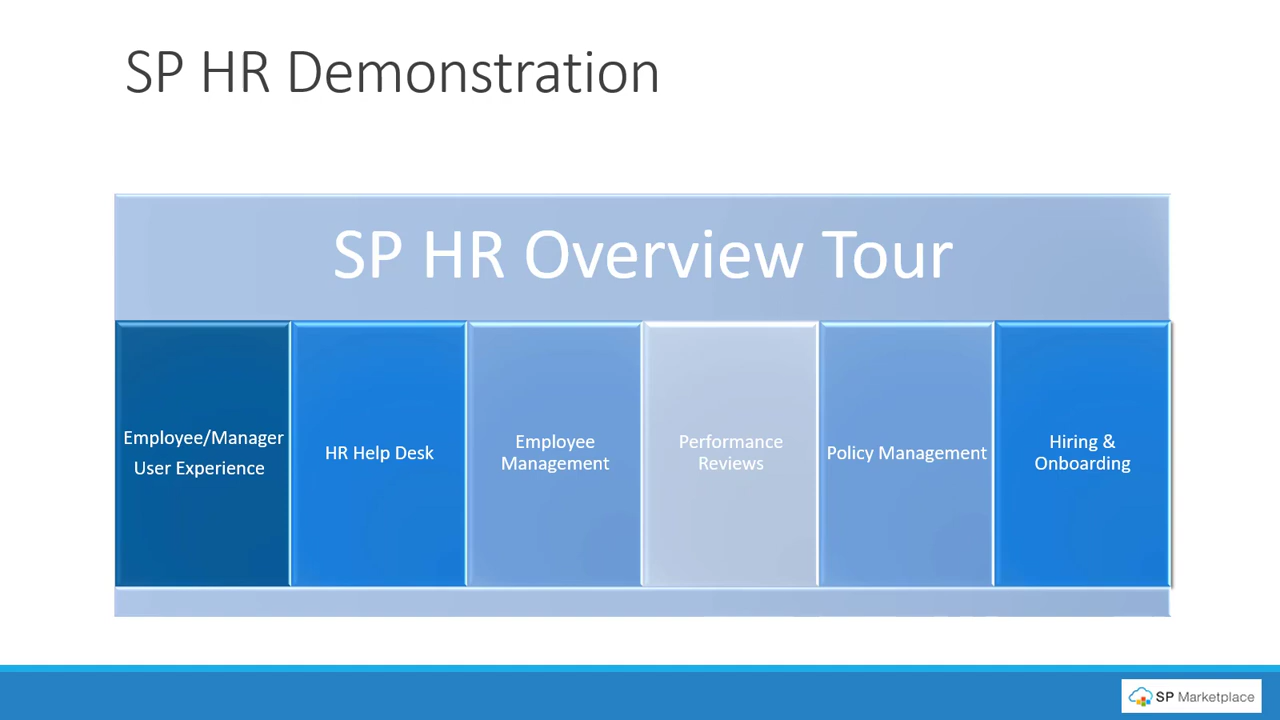 SP HR Demonstration
SP HR Overview Tour
Employee/Manager
User Experience
HR Help Desk
Employee
Management
Performance
Reviews
Policy Management
Hiring &
Onboarding
SP Marketplace